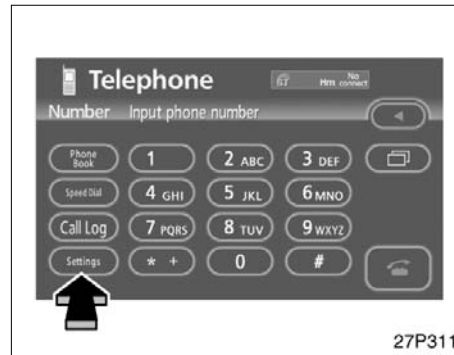 Telephone
No
Hm connect
Number Input phone number
Phone Book 1 2 ABC 3 DEF
Speed Dial 4 GHI 5 JKL 6 MNO
Call Log 7 PQRS 8 TUV 9 WXYZ
Settings * + 0 #
27P311